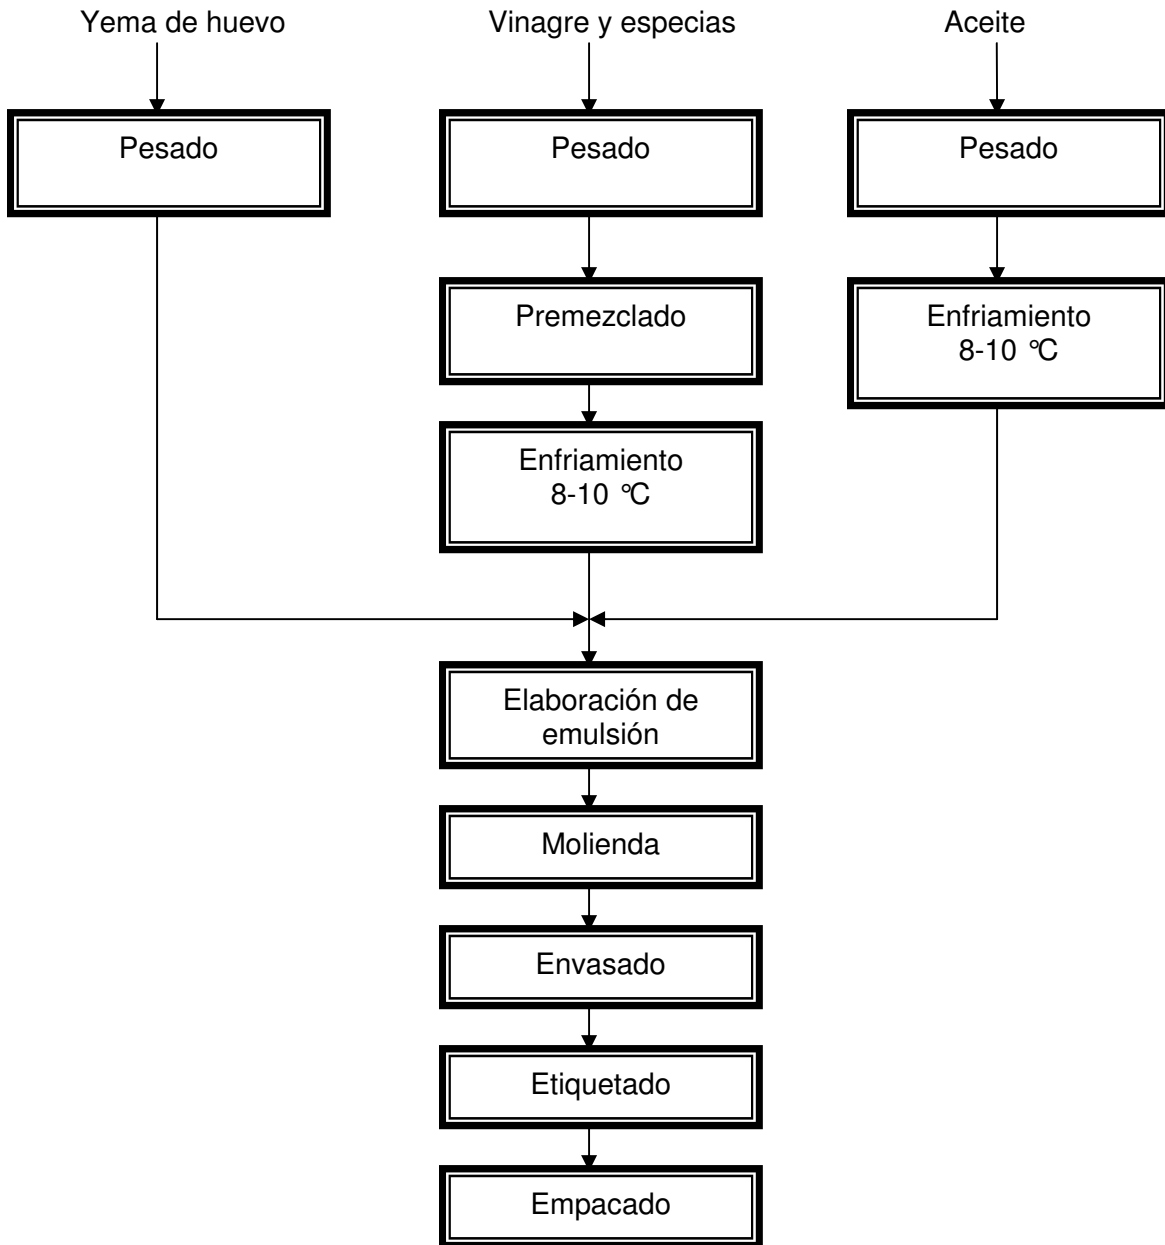 Yema de huevo
Vinagre y especias
Aceite
Pesado
Pesado
Pesado
Premezclado
Enfriamiento
8-10 °C
Enfriamiento
8-10 °C
Elaboración de
emulsión
Molienda
Envasado
Etiquetado
Empacado